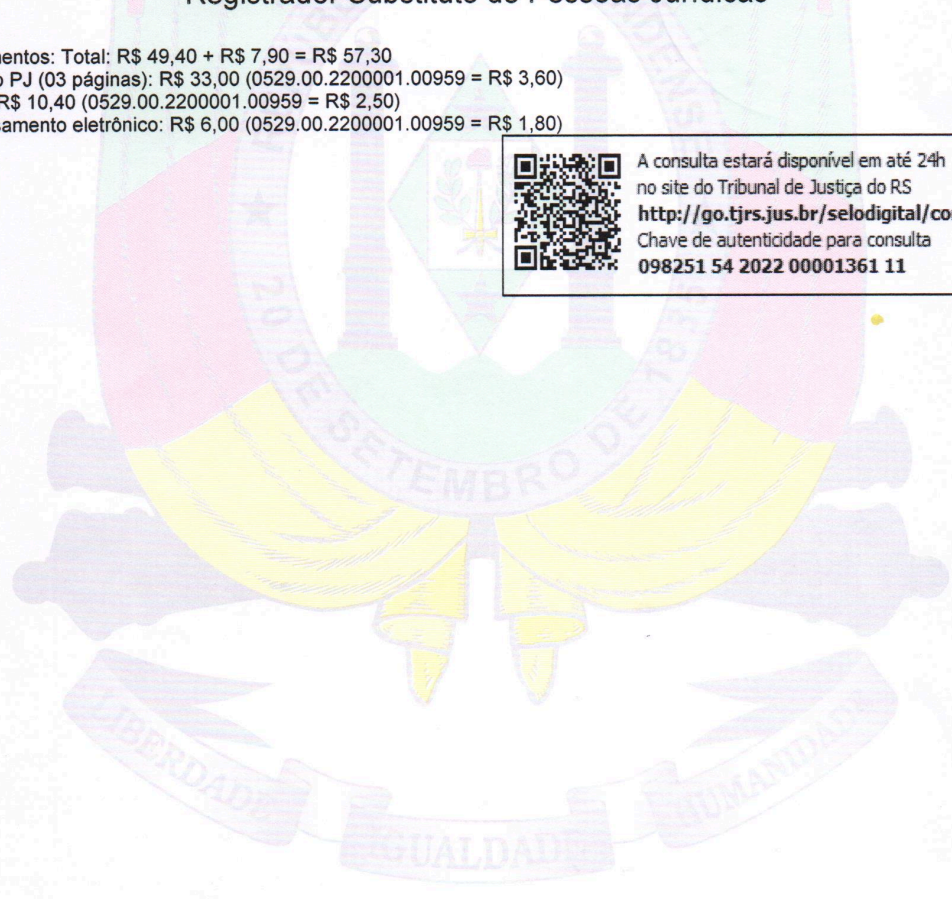 Registrador Substituto de Pessoas Jurídicas
mentos: Total: R$ 49,40 + R$ 7,90 = R$ 57,30
o PJ (03 páginas): R$ 33,00 (0529.00.2200001.00959 = R$ 3,60)
R$ 10,40 (0529.00.2200001.00959 = R$ 2,50)
samento eletrônico: R$ 6,00 (0529.00.2200001.00959 = R$ 1,80)
A consulta estará disponível em até 24h
no site do Tribunal de Justiça do RS
http://go.tjrs.jus.br/selodigital/co
Chave de autenticidade para consulta
098251 54 2022 00001361 11
20 DE SETEMBRO DE 1835
LIBERDADE IGUALDADE HUMANIDADE